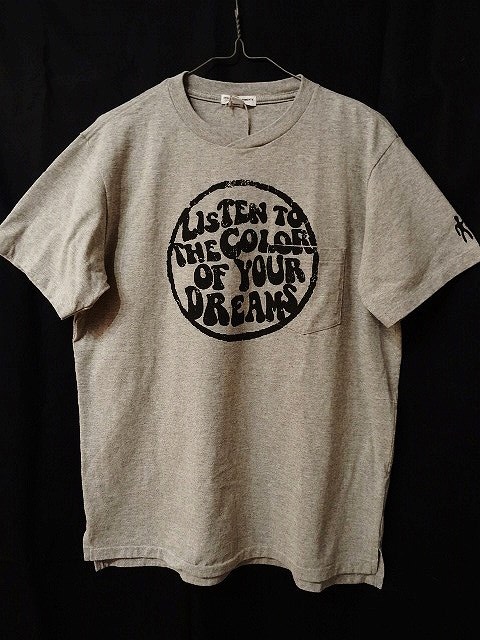 LISTEN TO
THE COLOR
OF YOUR
DREAMS